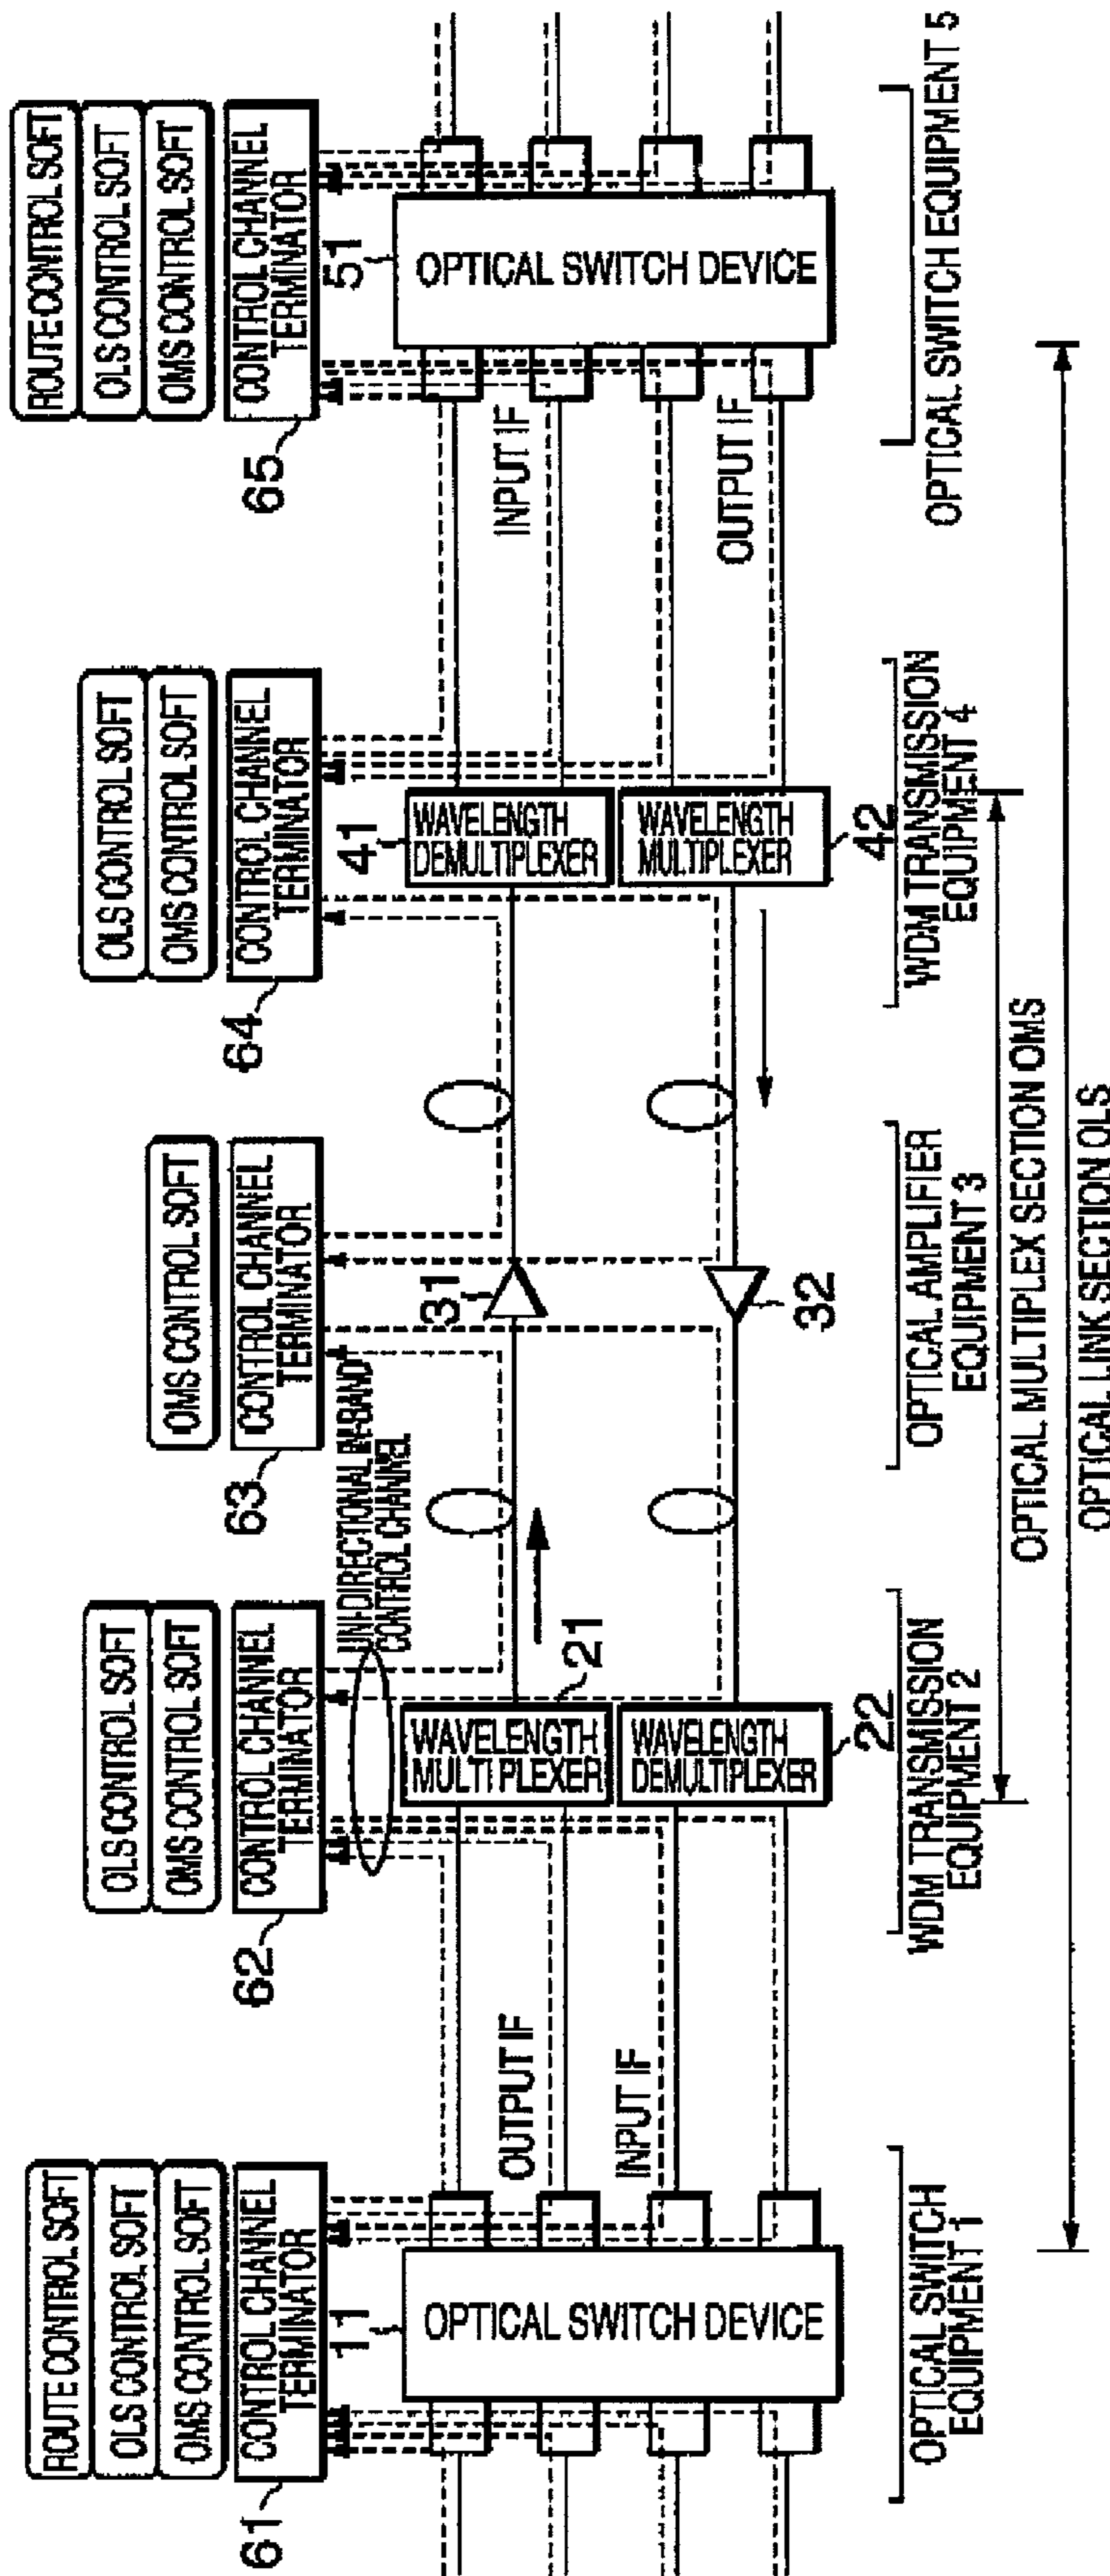 ROUTE CONTROL SOFT
OLS CONTROL SOFT
OMS CONTROL SOFT
CONTROL CHANNEL
TERMINATOR
61
11
OPTICAL SWITCH DEVICE
OUTPUT IF
INPUT IF
OPTICAL SWITCH
EQUIPMENT 1
OLS CONTROL SOFT
OMS CONTROL SOFT
CONTROL CHANNEL
TERMINATOR
62
UNI-DIRECTIONAL IN-BAND
CONTROL CHANNEL
WAVELENGTH
MULTIPLEXER
21
WAVELENGTH
DEMULTIPLEXER
22
WDM TRANSMISSION
EQUIPMENT 2
OMS CONTROL SOFT
CONTROL CHANNEL
TERMINATOR
63
31
32
OPTICAL AMPLIFIER
EQUIPMENT 3
OLS CONTROL SOFT
OMS CONTROL SOFT
CONTROL CHANNEL
TERMINATOR
64
41
WAVELENGTH
DEMULTIPLEXER
WAVELENGTH
MULTIPLEXER
42
WDM TRANSMISSION
EQUIPMENT 4
ROUTE CONTROL SOFT
OLS CONTROL SOFT
OMS CONTROL SOFT
CONTROL CHANNEL
TERMINATOR
65
51
OPTICAL SWITCH DEVICE
INPUT IF
OUTPUT IF
OPTICAL SWITCH EQUIPMENT 5
OPTICAL MULTIPLEX SECTION OMS
OPTICAL LINK SECTION OLS